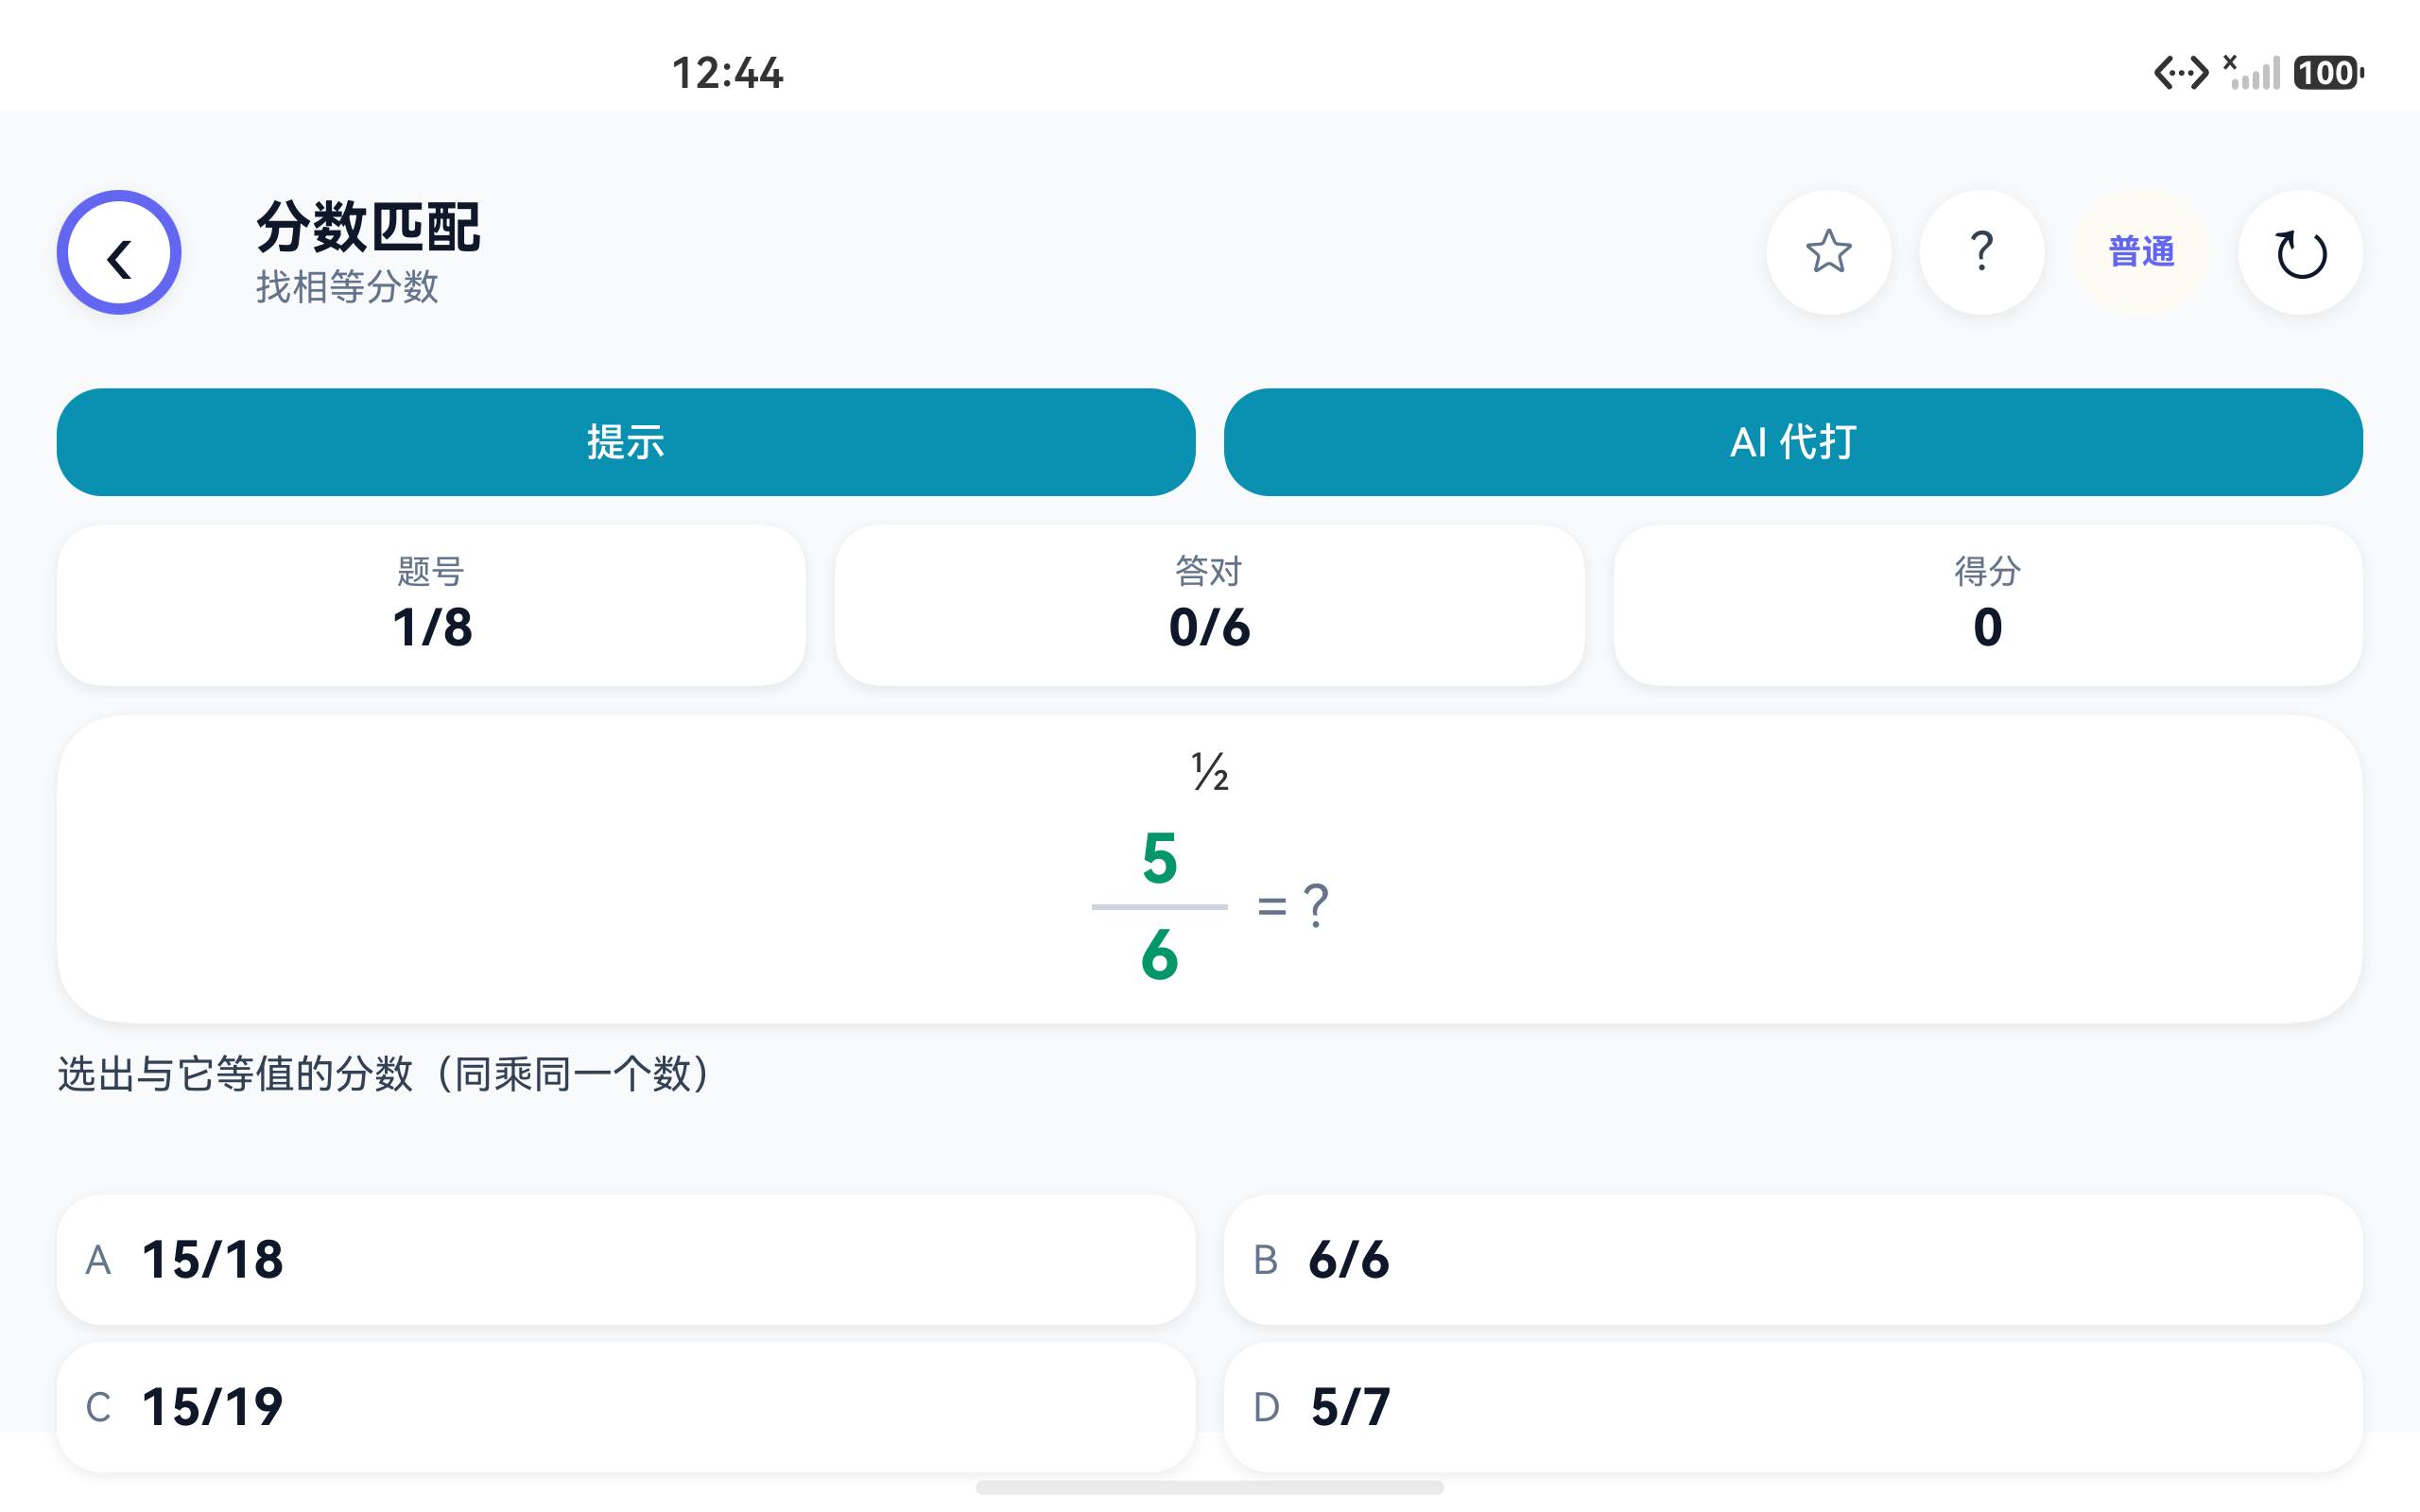 12:44
100
分数匹配
找相等分数
?
普通
提示
AI 代打
题号
1/8
答对
0/6
得分
0
½
5
6
= ?
选出与它等值的分数（同乘同一个数）
A 15/18
B 6/6
C 15/19
D 5/7